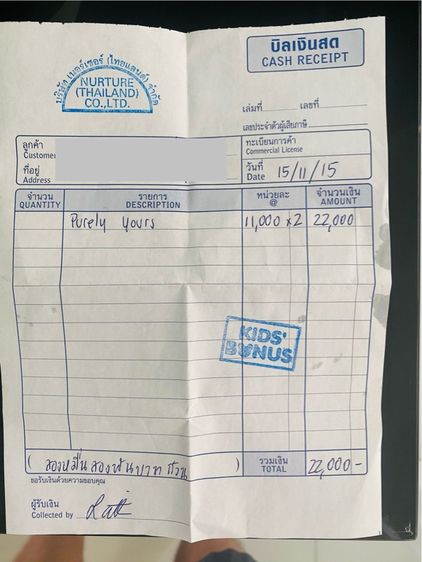 บิลเงินสด
CASH RECEIPT
บริษัท เนอร์เชอร์ (ไทยแลนด์) จำกัด
NURTURE
(THAILAND)
CO.,LTD.
เล่มที่ เลขที่
เลขประจำตัวผู้เสียภาษี
ลูกค้า
Customer
ทะเบียนการค้า
Commercial License
ที่อยู่
Address
วันที่
Date 15/11/15
จำนวน
QUANTITY
รายการ
DESCRIPTION
หน่วยละ
@
จำนวนเงิน
AMOUNT
Purely Yours 11,000 x2 22,000
KIDS'
BONUS
( สองหมื่นสองพันบาทถ้วน )
รวมเงิน
TOTAL
22,000-
ขอรับเงินด้วยความขอบคุณ
ผู้รับเงิน
Collected by